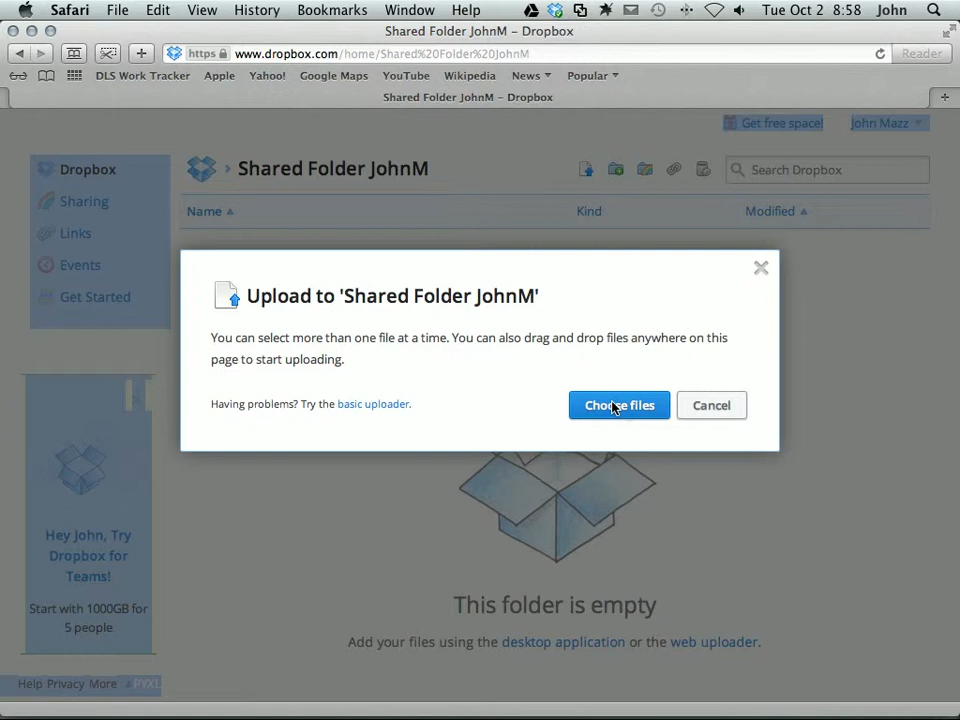 Safari File Edit View History Bookmarks Window Help Tue Oct 2 8:58 John
Shared Folder JohnM – Dropbox
https www.dropbox.com/home/Shared%20Folder%20JohnM Reader
DLS Work Tracker Apple Yahoo! Google Maps YouTube Wikipedia News Popular
Shared Folder JohnM – Dropbox
Get free space! John Mazz
Dropbox
Sharing
Links
Events
Get Started
› Shared Folder JohnM
Search Dropbox
Name Kind Modified
Upload to 'Shared Folder JohnM'
You can select more than one file at a time. You can also drag and drop files anywhere on this
page to start uploading.
Having problems? Try the basic uploader.
Choose files Cancel
Hey John, Try
Dropbox for
Teams!
Start with 1000GB for
5 people
This folder is empty
Add your files using the desktop application or the web uploader.
Help Privacy More